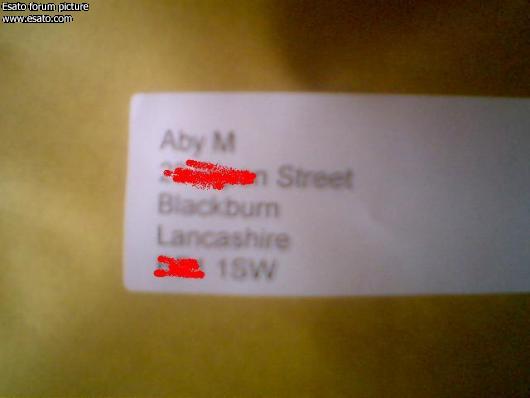 Esato forum picture
www.esato.com
Aby M
Street
Blackburn
Lancashire
1SW